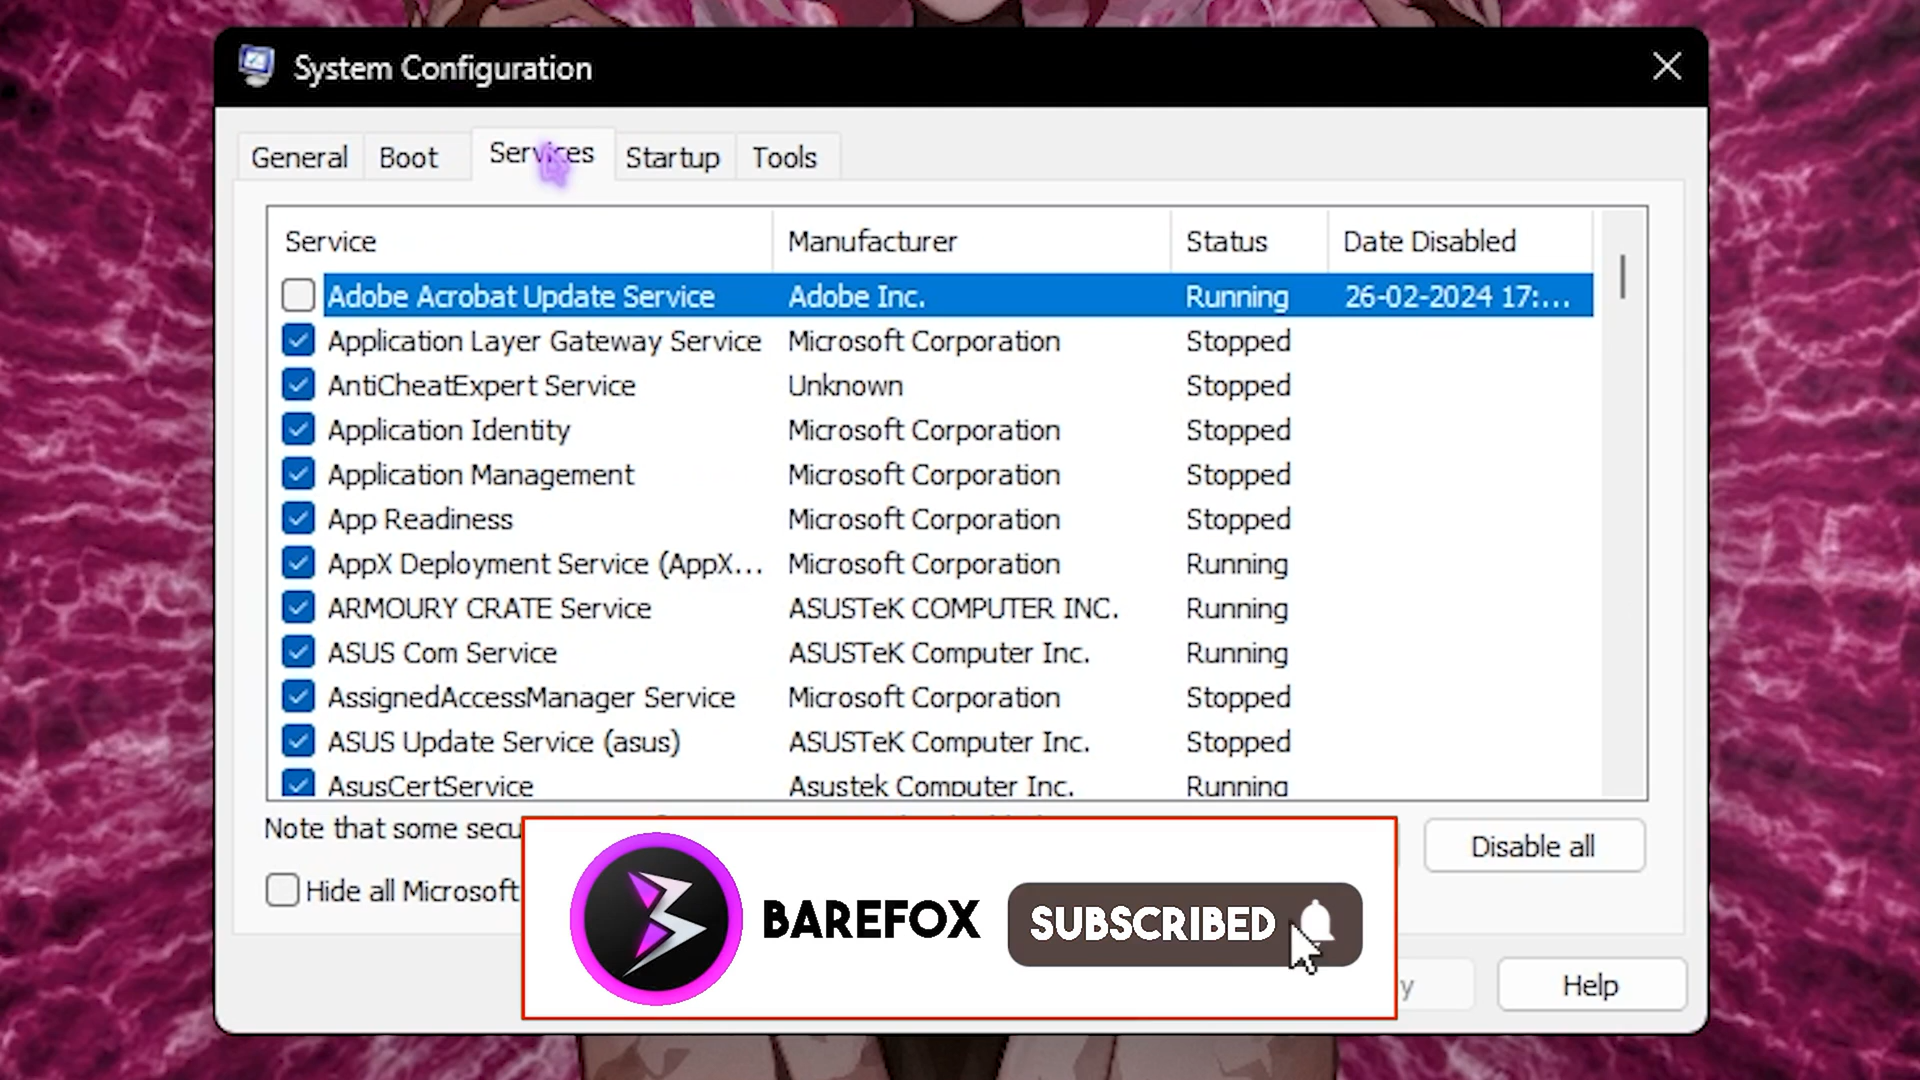 System Configuration
General Boot Services Startup Tools
Service Manufacturer Status Date Disabled
Adobe Acrobat Update Service Adobe Inc. Running 26-02-2024 17:...
Application Layer Gateway Service Microsoft Corporation Stopped
AntiCheatExpert Service Unknown Stopped
Application Identity Microsoft Corporation Stopped
Application Management Microsoft Corporation Stopped
App Readiness Microsoft Corporation Stopped
AppX Deployment Service (AppX... Microsoft Corporation Running
ARMOURY CRATE Service ASUSTeK COMPUTER INC. Running
ASUS Com Service ASUSTeK Computer Inc. Running
AssignedAccessManager Service Microsoft Corporation Stopped
ASUS Update Service (asus) ASUSTeK Computer Inc. Stopped
AsusCertService Asustek Computer Inc. Running
Note that some secu
Disable all
Hide all Microsoft
BAREFOX SUBSCRIBED
y Help